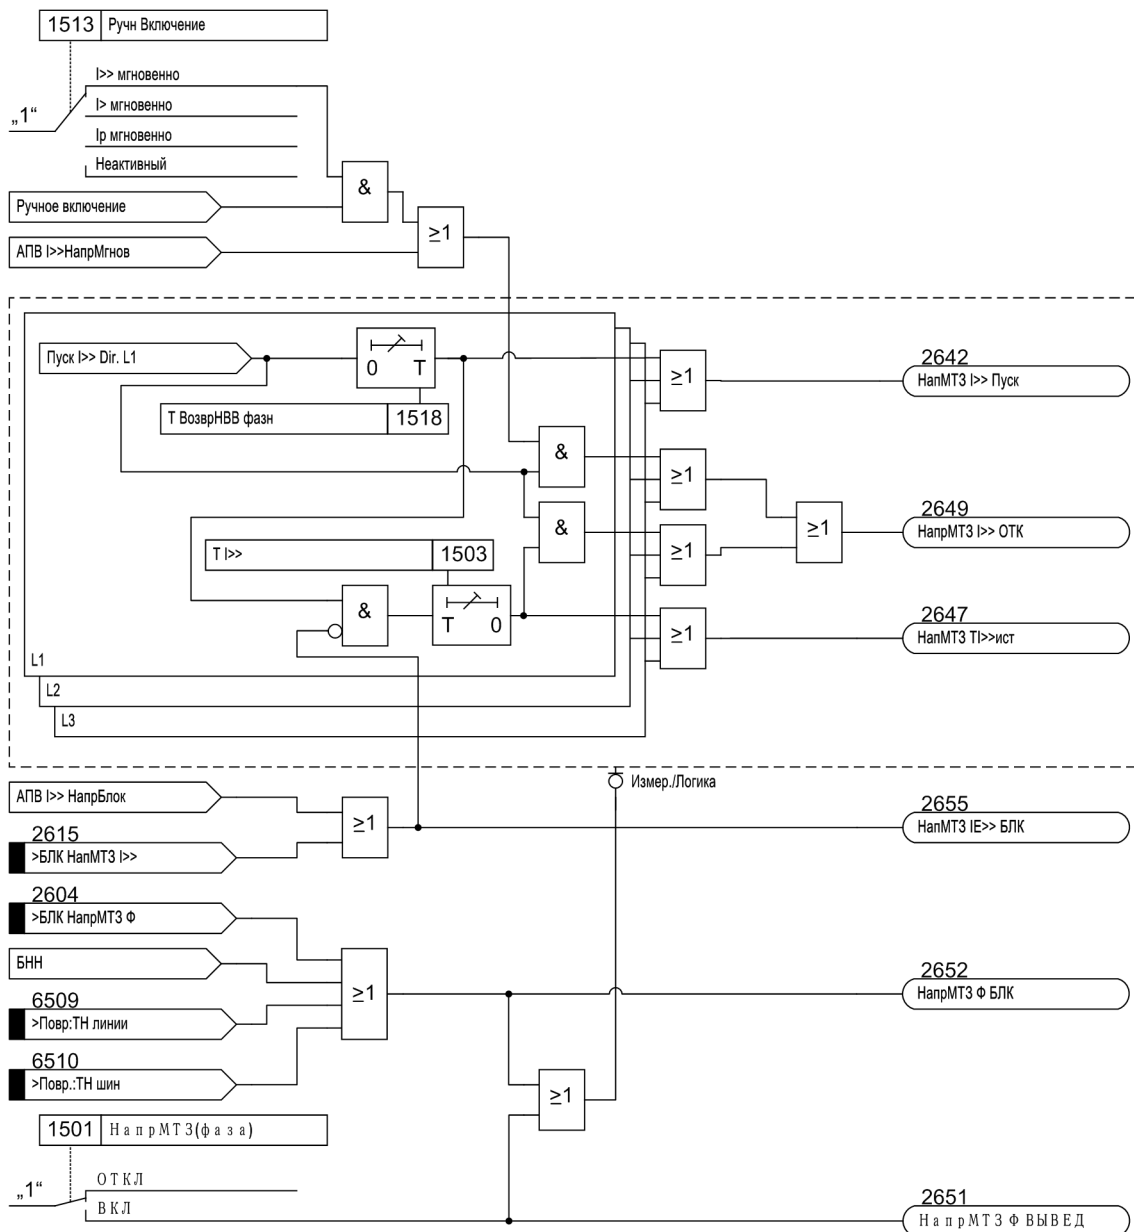 1513 Ручн Включение
I>> мгновенно
„1“
I> мгновенно
Ip мгновенно
Неактивный
&
Ручное включение
≥1
АПВ I>>НапрМгнов
Пуск I>> Dir. L1
0 T
≥1
2642
НапМТЗ I>> Пуск
T ВозврНВВ фазн 1518
&
≥1
&
≥1
≥1
2649
НапрМТЗ I>> ОТК
T I>> 1503
&
T 0
≥1
2647
НапМТЗ TI>>ист
L1
L2
L3
Измер./Логика
АПВ I>> НапрБлок
≥1
2655
НапМТЗ IE>> БЛК
2615
>БЛК НапМТЗ I>>
2604
>БЛК НапрМТЗ Ф
БНН
≥1
2652
НапрМТЗ Ф БЛК
6509
>Повр:ТН линии
6510
>Повр.:ТН шин
≥1
1501 НапрМТЗ(фаза)
„1“
ОТКЛ
ВКЛ
2651
НапрМТЗ Ф ВЫВЕД